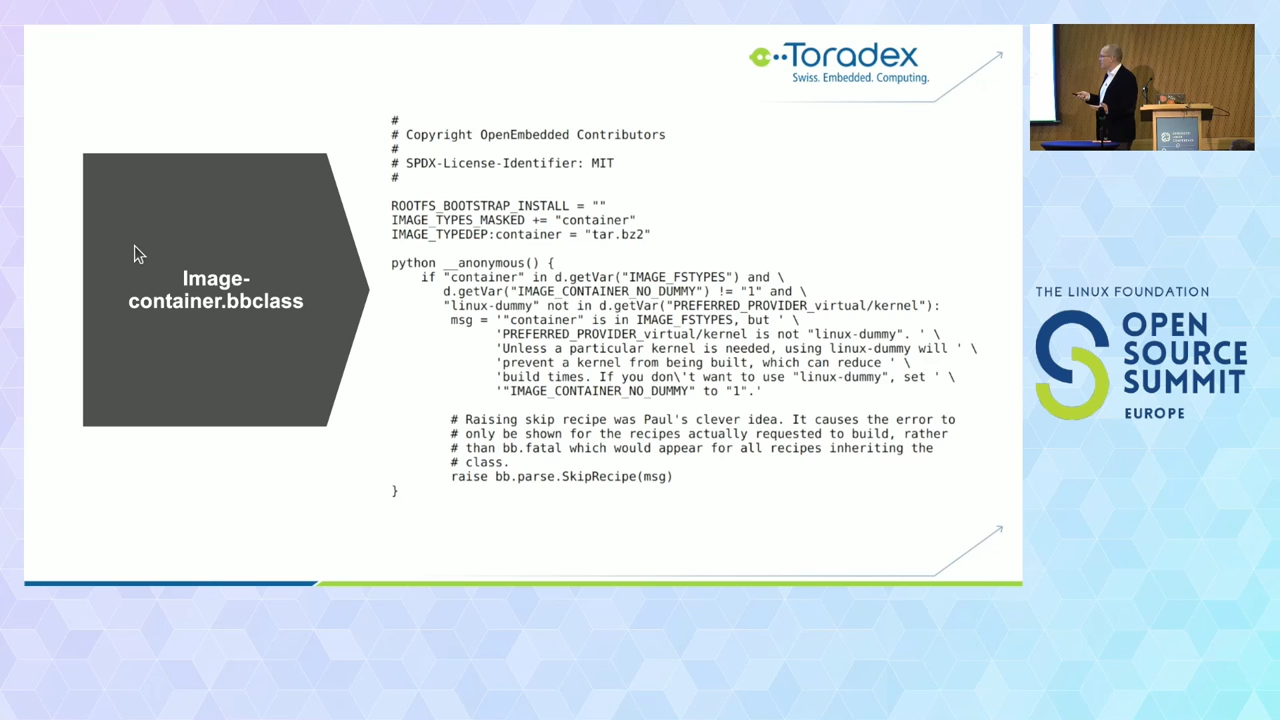 Toradex
Swiss. Embedded. Computing.
Image-
container.bbclass
#
# Copyright OpenEmbedded Contributors
#
# SPDX-License-Identifier: MIT
#
ROOTFS_BOOTSTRAP_INSTALL = ""
IMAGE_TYPES_MASKED += "container"
IMAGE_TYPEDEP:container = "tar.bz2"
python __anonymous() {
    if "container" in d.getVar("IMAGE_FSTYPES") and \
       d.getVar("IMAGE_CONTAINER_NO_DUMMY") != "1" and \
       "linux-dummy" not in d.getVar("PREFERRED_PROVIDER_virtual/kernel"):
        msg = '"container" is in IMAGE_FSTYPES, but ' \
              'PREFERRED_PROVIDER_virtual/kernel is not "linux-dummy". ' \
              'Unless a particular kernel is needed, using linux-dummy will ' \
              'prevent a kernel from being built, which can reduce ' \
              'build times. If you don\'t want to use "linux-dummy", set ' \
              '"IMAGE_CONTAINER_NO_DUMMY" to "1".'
        # Raising skip recipe was Paul's clever idea. It causes the error to
        # only be shown for the recipes actually requested to build, rather
        # than bb.fatal which would appear for all recipes inheriting the
        # class.
        raise bb.parse.SkipRecipe(msg)
}
THE LINUX FOUNDATION
OPEN
SOURCE
SUMMIT
EUROPE